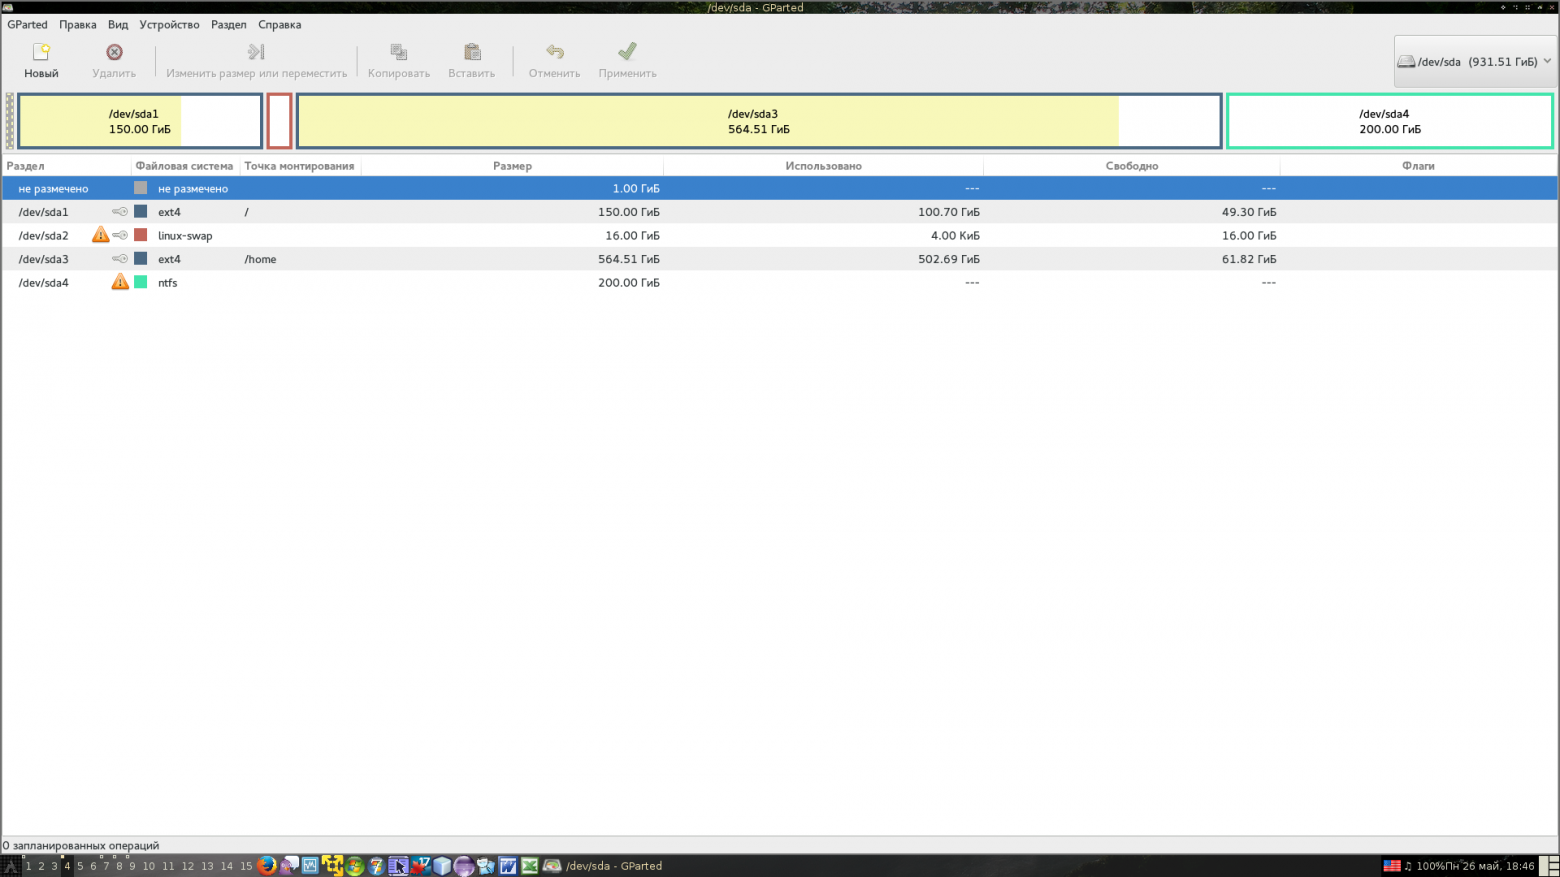 /dev/sda - GParted
GParted Правка Вид Устройство Раздел Справка
Новый Удалить Изменить размер или переместить Копировать Вставить Отменить Применить /dev/sda (931.51 ГиБ)
/dev/sda1 /dev/sda3 /dev/sda4
150.00 ГиБ 564.51 ГиБ 200.00 ГиБ
Раздел Файловая система Точка монтирования Размер Использовано Свободно Флаги
не размечено не размечено 1.00 ГиБ --- ---
/dev/sda1 ext4 / 150.00 ГиБ 100.70 ГиБ 49.30 ГиБ
/dev/sda2 linux-swap 16.00 ГиБ 4.00 КиБ 16.00 ГиБ
/dev/sda3 ext4 /home 564.51 ГиБ 502.69 ГиБ 61.82 ГиБ
/dev/sda4 ntfs 200.00 ГиБ --- ---
0 запланированных операций
1 2 3 4 5 6 7 8 9 10 11 12 13 14 15 17 /dev/sda - GParted 100%Пн 26 май, 18:46